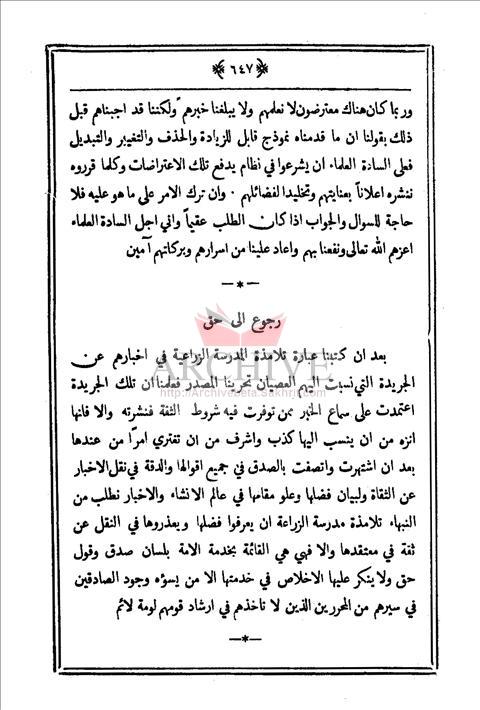 ﴿٦٤٧﴾
وربما كان هناك معترضون لا نعلمهم ولا يبلغنا خبرهم ولكننا قد اجبناهم قبل
ذلك بقولنا ان ما قدمناه نموذج قابل للزيادة والحذف والتغيير والتبديل
فعلى السادة العلماء ان يشرعوا في نظام يدفع تلك الاعتراضات وكلما قرروه
ننشره اعلاناً بعنايتهم وتخليدا لفضائلهم . وان ترك الامر على ما هو عليه فلا
حاجة للسوال والجواب اذا كان الطلب عقيماً واني اجل السادة العلماء
اعزهم الله تعالى ونفعنا بهم واعاد علينا من اسرارهم وبركاتهم آمين
—*—
رجوع الى حق
بعد ان كتبنا عبارة تلامذة المدرسة الزراعية في اخبارهم عن
ARCHIVE
الجريدة التي نسبت اليهم العصيان تحرينا المصدر فعلمنا ان تلك الجريدة
http://Archivebeta.Sakhrit.com
اعتمدت على سماع الخبر ممن توفرت فيه شروط الثقة فنشرته والا فانها
انزه من ان ينسب اليها كذب واشرف من ان تفتري امرًا من عندها
بعد ان اشتهرت واتصفت بالصدق في جميع اقوالها والدقة في نقل الاخبار
عن الثقاة ولبيان فضلها وعلو مقامها في عالم الانشاء والاخبار نطلب من
النبهاء تلامذة مدرسة الزراعة ان يعرفوا فضلها ويعذروها في النقل عن
ثقة في معتقدها والا فهي هي القائمة بخدمة الامة بلسان صدق وقول
حق ولا ينكر عليها الاخلاص في خدمتها الا من يسؤه وجود الصادقين
في سيرهم من المحررين الذين لا تاخذهم في ارشاد قومهم لومة لائم
—*—